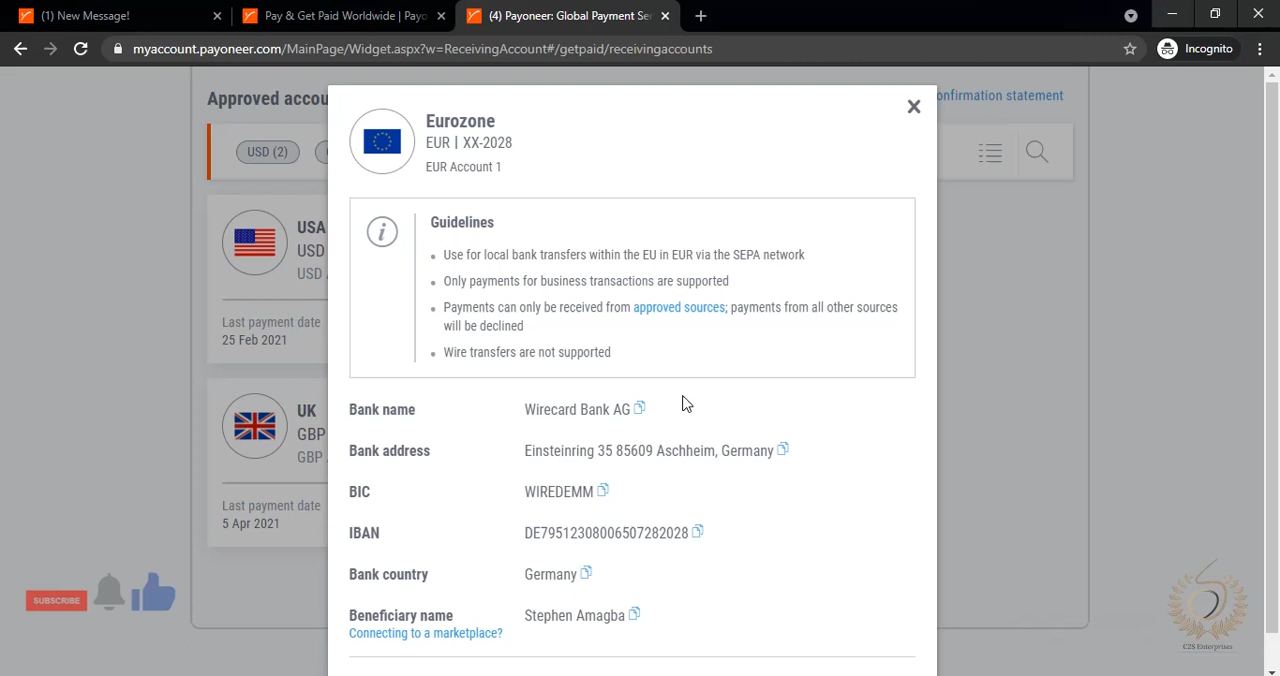 (1) New Message!
Pay & Get Paid Worldwide | Payo
(4) Payoneer: Global Payment Ser
myaccount.payoneer.com/MainPage/Widget.aspx?w=ReceivingAccount#/getpaid/receivingaccounts
Incognito
Approved accou
onfirmation statement
USD (2)
USA
USD
USD
Last payment date
25 Feb 2021
UK
GBP
GBP
Last payment date
5 Apr 2021
Eurozone
EUR | XX-2028
EUR Account 1
Guidelines
Use for local bank transfers within the EU in EUR via the SEPA network
Only payments for business transactions are supported
Payments can only be received from approved sources; payments from all other sources
will be declined
Wire transfers are not supported
Bank name Wirecard Bank AG
Bank address Einsteinring 35 85609 Aschheim, Germany
BIC WIREDEMM
IBAN DE79512308006507282028
Bank country Germany
Beneficiary name Stephen Amagba
Connecting to a marketplace?
SUBSCRIBE
C2S Enterprises